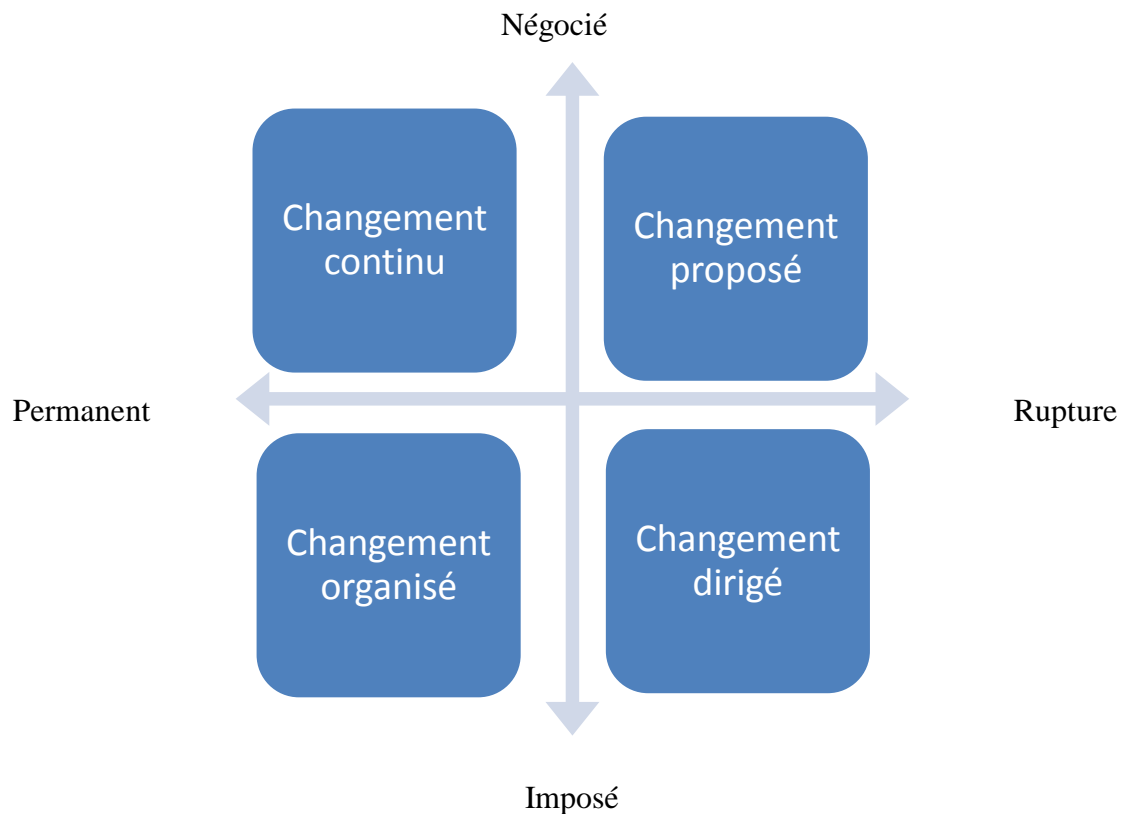 Négocié
Changement
continu
Changement
proposé
Permanent
Rupture
Changement
organisé
Changement
dirigé
Imposé